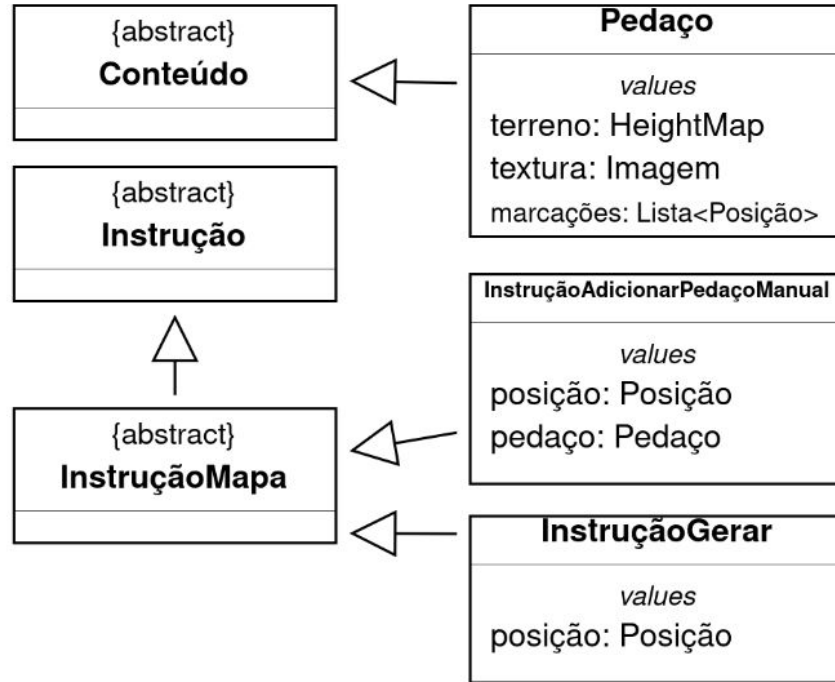 {abstract}
Conteúdo
{abstract}
Instrução
{abstract}
InstruçãoMapa
Pedaço
values
terreno: HeightMap
textura: Imagem
marcações: Lista<Posição>
InstruçãoAdicionarPedaçoManual
values
posição: Posição
pedaço: Pedaço
InstruçãoGerar
values
posição: Posição